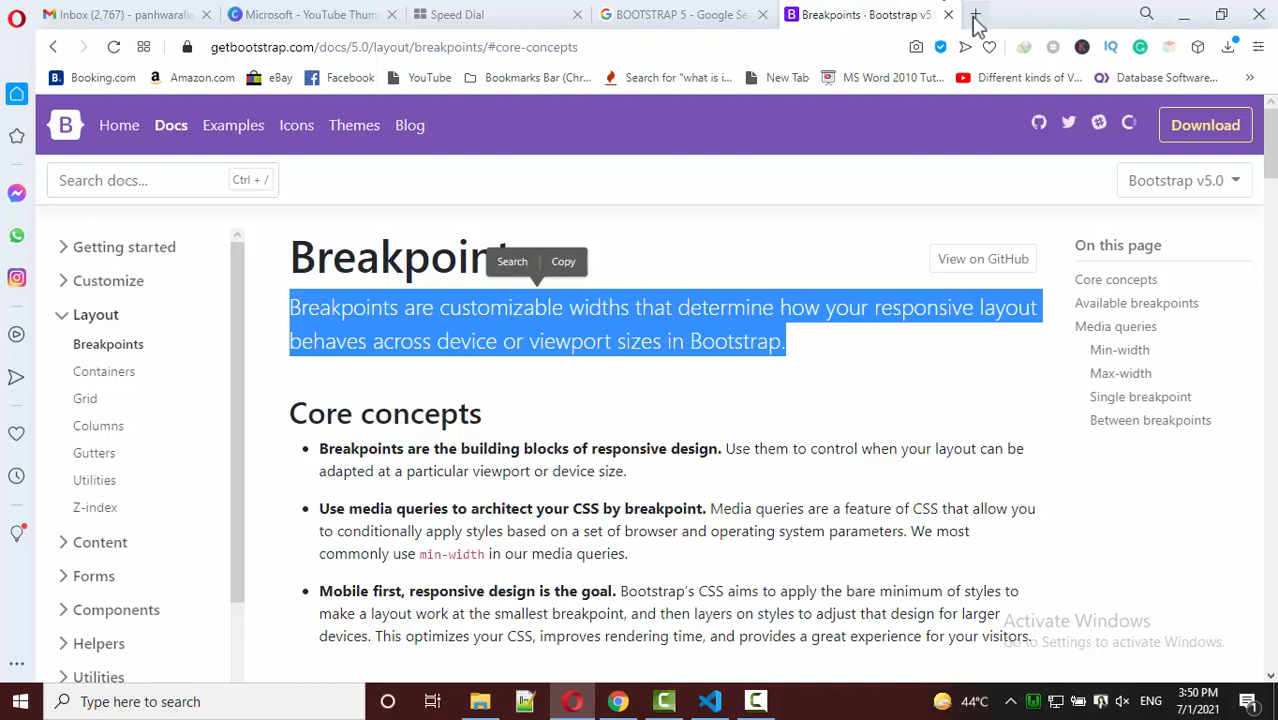 Inbox (2,767) - panhwaralia
Microsoft - YouTube Thum
Speed Dial
BOOTSTRAP 5 - Google Se
Breakpoints · Bootstrap v5.
getbootstrap.com/docs/5.0/layout/breakpoints/#core-concepts
Booking.com
Amazon.com
eBay
Facebook
YouTube
Bookmarks Bar (Chr...
Search for "what is i...
New Tab
MS Word 2010 Tut...
Different kinds of V...
Database Software...
B Home Docs Examples Icons Themes Blog
Download
Search docs...
Ctrl + /
Bootstrap v5.0
Getting started
Customize
Layout
Breakpoints
Containers
Grid
Columns
Gutters
Utilities
Z-index
Content
Forms
Components
Helpers
Utilities
Breakpoint
Search
Copy
View on GitHub
Breakpoints are customizable widths that determine how your responsive layout
behaves across device or viewport sizes in Bootstrap.
Core concepts
• Breakpoints are the building blocks of responsive design. Use them to control when your layout can be
adapted at a particular viewport or device size.
• Use media queries to architect your CSS by breakpoint. Media queries are a feature of CSS that allow you
to conditionally apply styles based on a set of browser and operating system parameters. We most
commonly use min-width in our media queries.
• Mobile first, responsive design is the goal. Bootstrap's CSS aims to apply the bare minimum of styles to
make a layout work at the smallest breakpoint, and then layers on styles to adjust that design for larger
devices. This optimizes your CSS, improves rendering time, and provides a great experience for your visitors.
On this page
Core concepts
Available breakpoints
Media queries
Min-width
Max-width
Single breakpoint
Between breakpoints
Activate Windows
Go to Settings to activate Windows.
Type here to search
44°C
ENG
3:50 PM
7/1/2021
1